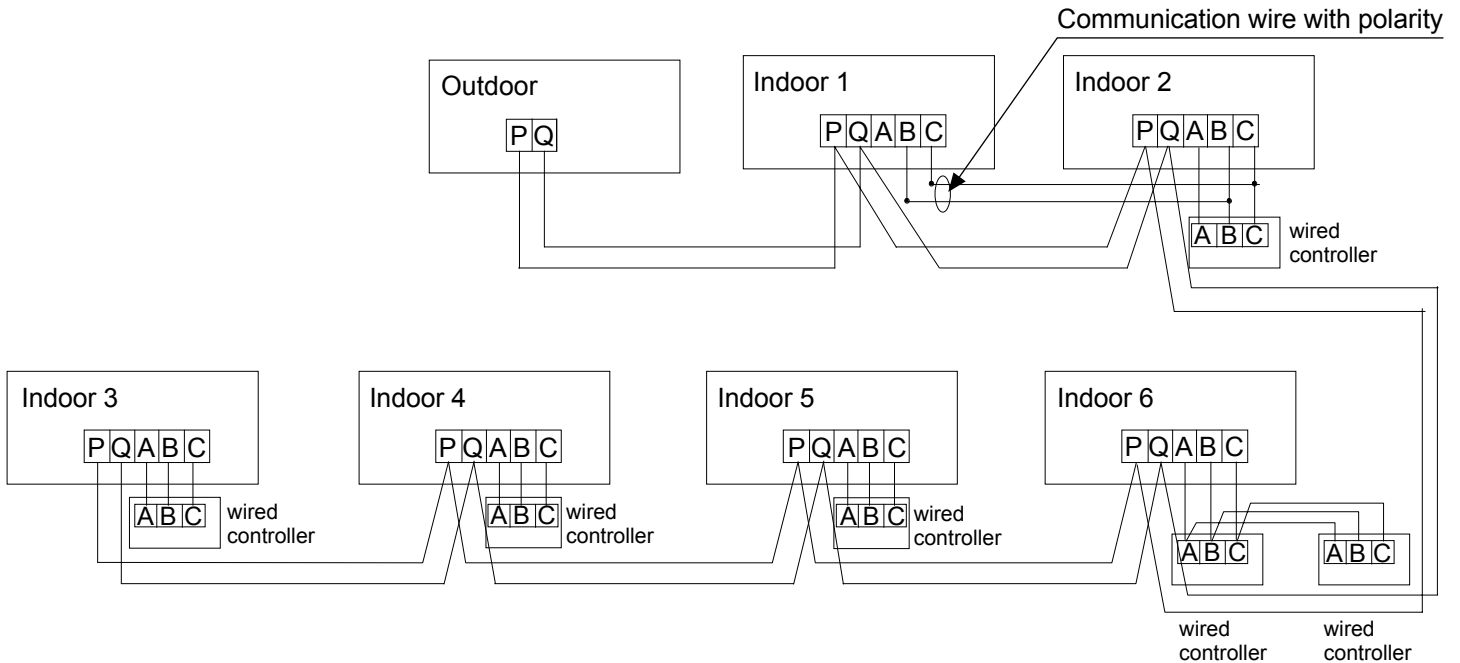 Communication wire with polarity
Outdoor
P Q
Indoor 1
P Q A B C
Indoor 2
P Q A B C
A B C
wired
controller
Indoor 3
P Q A B C
A B C
wired
controller
Indoor 4
P Q A B C
A B C
wired
controller
Indoor 5
P Q A B C
A B C
wired
controller
Indoor 6
P Q A B C
A B C
wired
controller
A B C
wired
controller